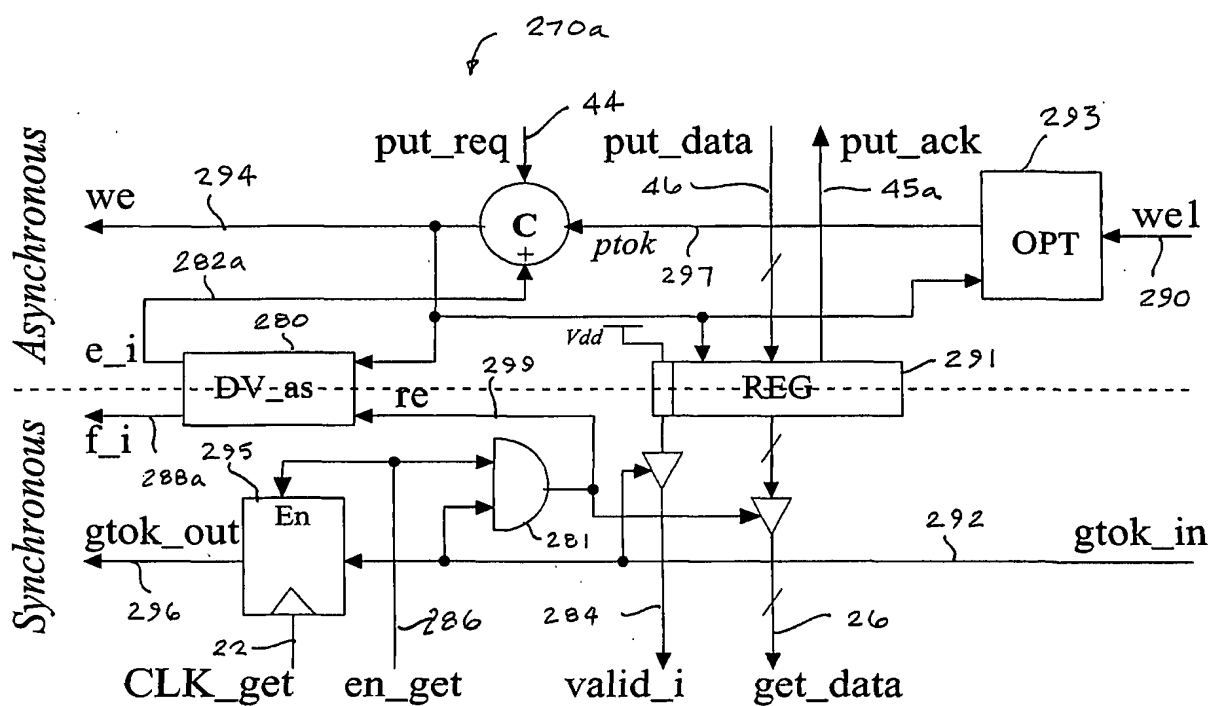 270a
44
293
put_req
put_data
put_ack
294
46
45a
we
C
+
ptok
297
OPT
we1
290
282a
280
Vdd
291
e_i
DV_as
299
REG
re
f_i
288a
295
En
281
292
gtok_out
gtok_in
296
22
286
284
26
CLK_get
en_get
valid_i
get_data
Asynchronous
Synchronous